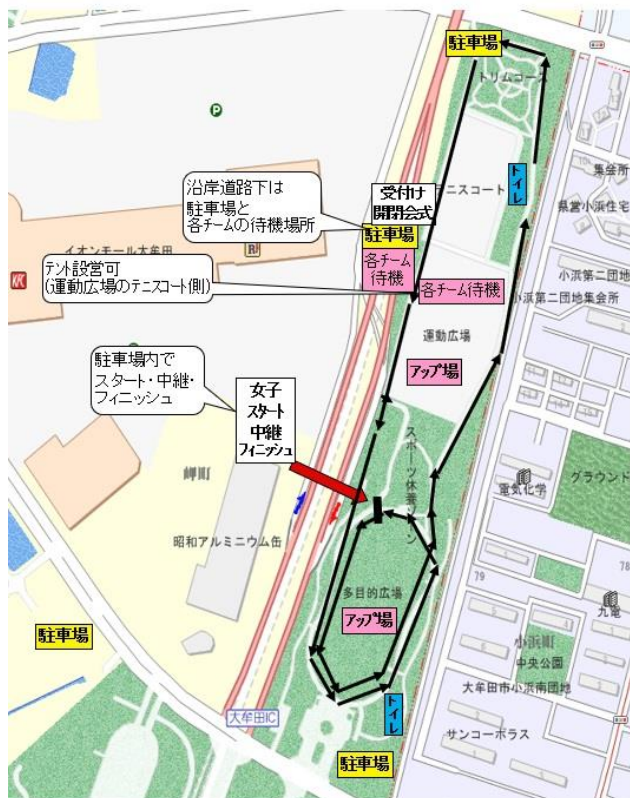 駐車場
トリムコース
P
トイレ
集会所
沿岸道路下は
駐車場と
各チームの待機場所
受付け
開閉会式
テニスコート
県営小浜住宅
駐車場
イオンモール大牟田
各チーム
待機
小浜第二団地
KFC
テント設営可
(運動広場のテニスコート側)
各チーム待機
小浜第二団地集会所
運動広場
駐車場内で
スタート・中継・
フィニッシュ
アップ場
女子
スタート
中継
フィニッシュ
スポーツ休養ゾーン
グラウンド
岬町
電気化学
昭和アルミニウム缶
78
79
多目的広場
九電
アップ場
駐車場
小浜町
中央公園
大牟田市小浜南団地
トイレ
大牟田IC
サンコーポラス
駐車場